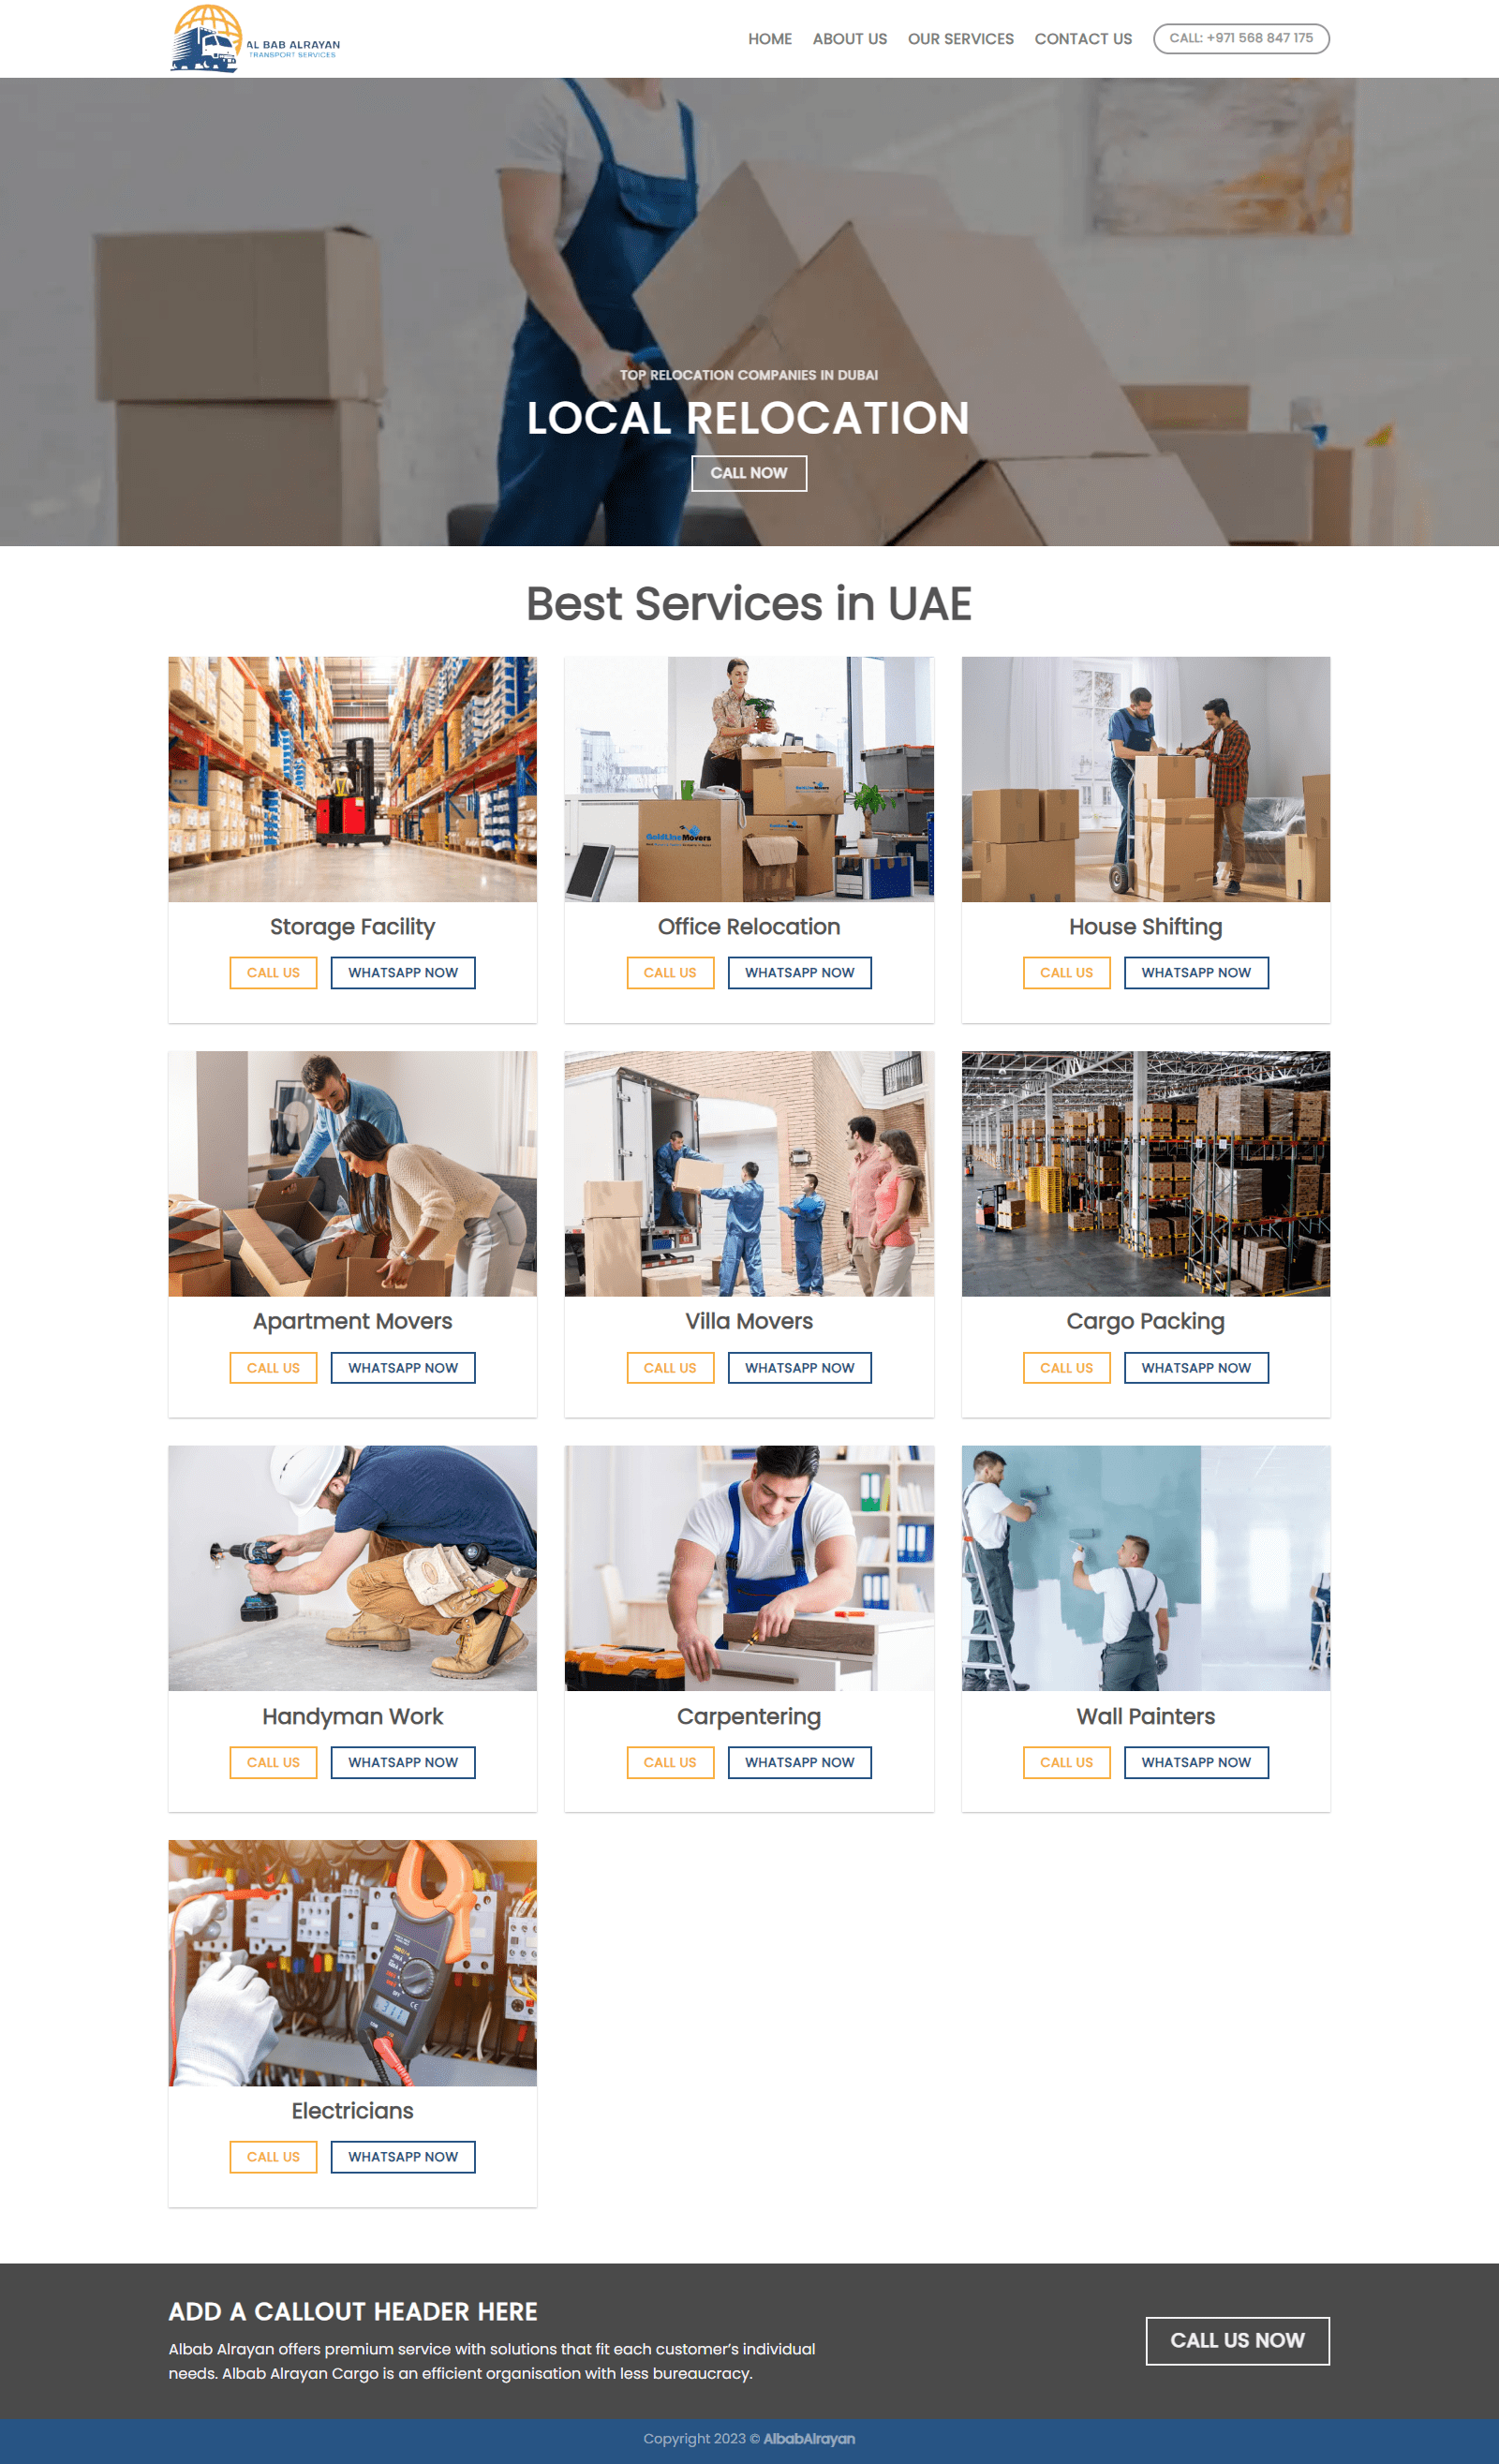 AL BAB ALRAYAN
TRANSPORT SERVICES
HOME
ABOUT US
OUR SERVICES
CONTACT US
CALL: +971 568 847 175
TOP RELOCATION COMPANIES IN DUBAI
LOCAL RELOCATION
CALL NOW
Best Services in UAE
GoldLineMovers
GoldLineMovers
GoldLineMovers
Storage Facility
CALL US
WHATSAPP NOW
Office Relocation
CALL US
WHATSAPP NOW
House Shifting
CALL US
WHATSAPP NOW
Apartment Movers
CALL US
WHATSAPP NOW
Villa Movers
CALL US
WHATSAPP NOW
Cargo Packing
CALL US
WHATSAPP NOW
Handyman Work
CALL US
WHATSAPP NOW
Carpentering
CALL US
WHATSAPP NOW
Wall Painters
CALL US
WHATSAPP NOW
OFF
CE
311
Electricians
CALL US
WHATSAPP NOW
ADD A CALLOUT HEADER HERE
Albab Alrayan offers premium service with solutions that fit each customer's individual
needs. Albab Alrayan Cargo is an efficient organisation with less bureaucracy.
CALL US NOW
Copyright 2023 © AlbabAlrayan